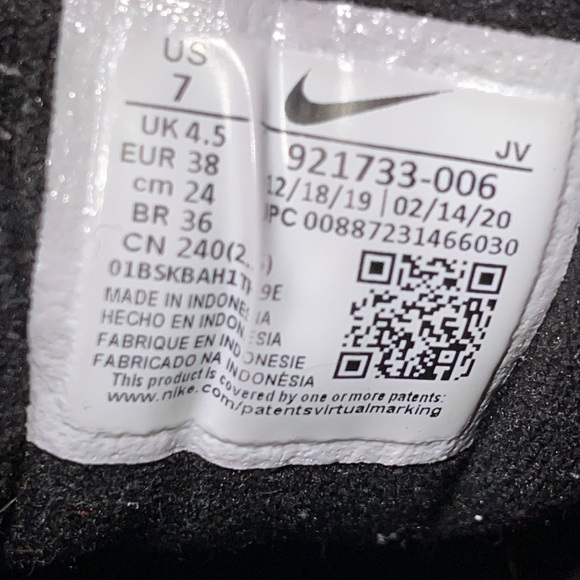 US
7
UK 4.5
EUR 38
cm 24
BR 36
CN 240(2.
JV
921733-006
12/18/19 | 02/14/20
UPC 00887231466030
MADE IN INDONESIA
HECHO EN INDONESIA
FABRIQUE EN INDONESIE
FABRICADO NA INDONÉSIA
This product is covered by one or more patents:
www.nike.com/patentsvirtualmarking